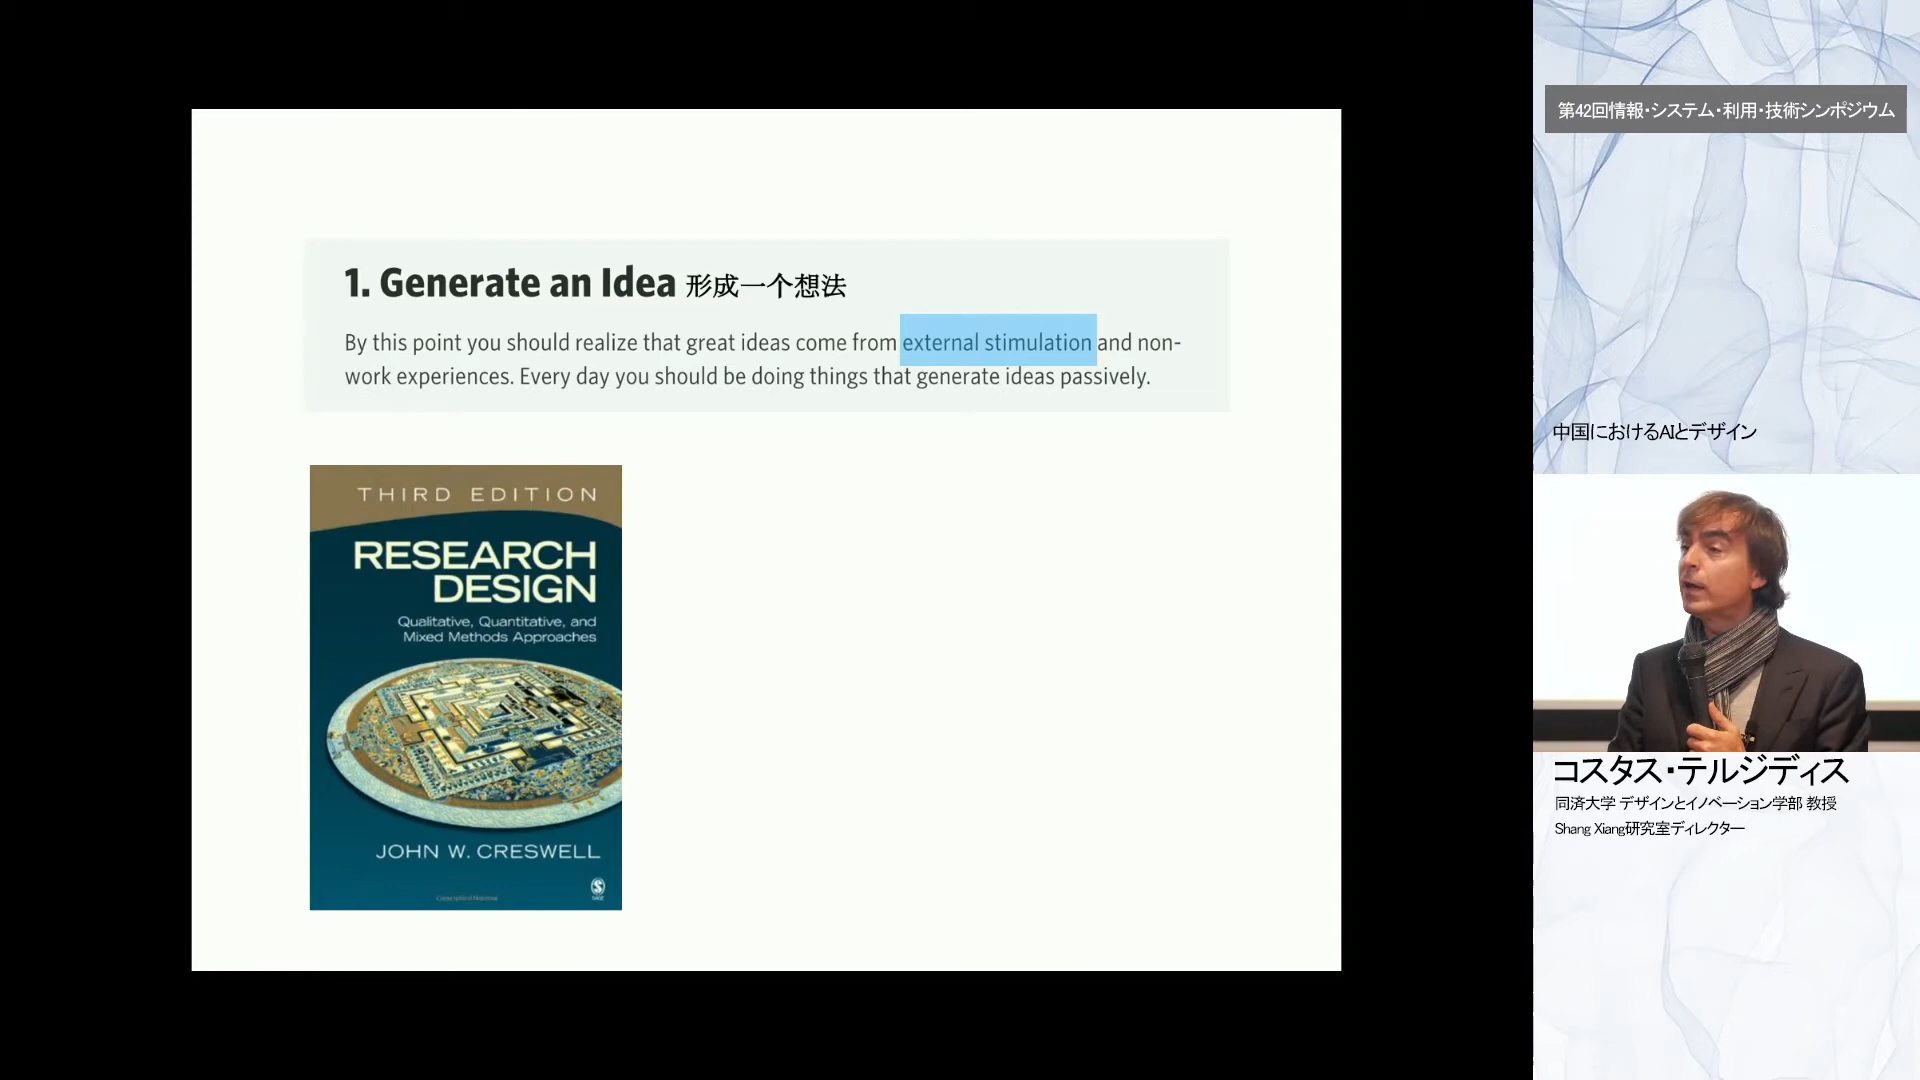 1. Generate an Idea 形成一个想法
By this point you should realize that great ideas come from external stimulation and non-
work experiences. Every day you should be doing things that generate ideas passively.
THIRD EDITION
RESEARCH
DESIGN
Qualitative, Quantitative, and
Mixed Methods Approaches
JOHN W. CRESWELL
Copyrighted Material
SAGE
第42回情報・システム・利用・技術シンポジウム
中国におけるAIとデザイン
コスタス・テルジディス
同済大学 デザインとイノベーション学部 教授
Shang Xiang研究室ディレクター